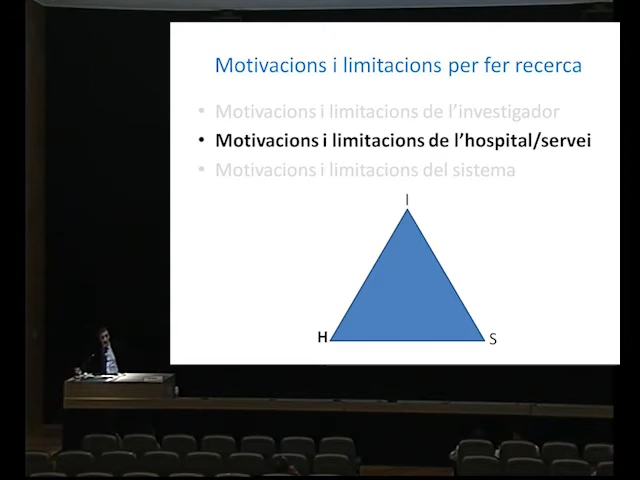 Motivacions i limitacions per fer recerca
• Motivacions i limitacions de l'investigador
• Motivacions i limitacions de l'hospital/servei
• Motivacions i limitacions del sistema
I
H
S